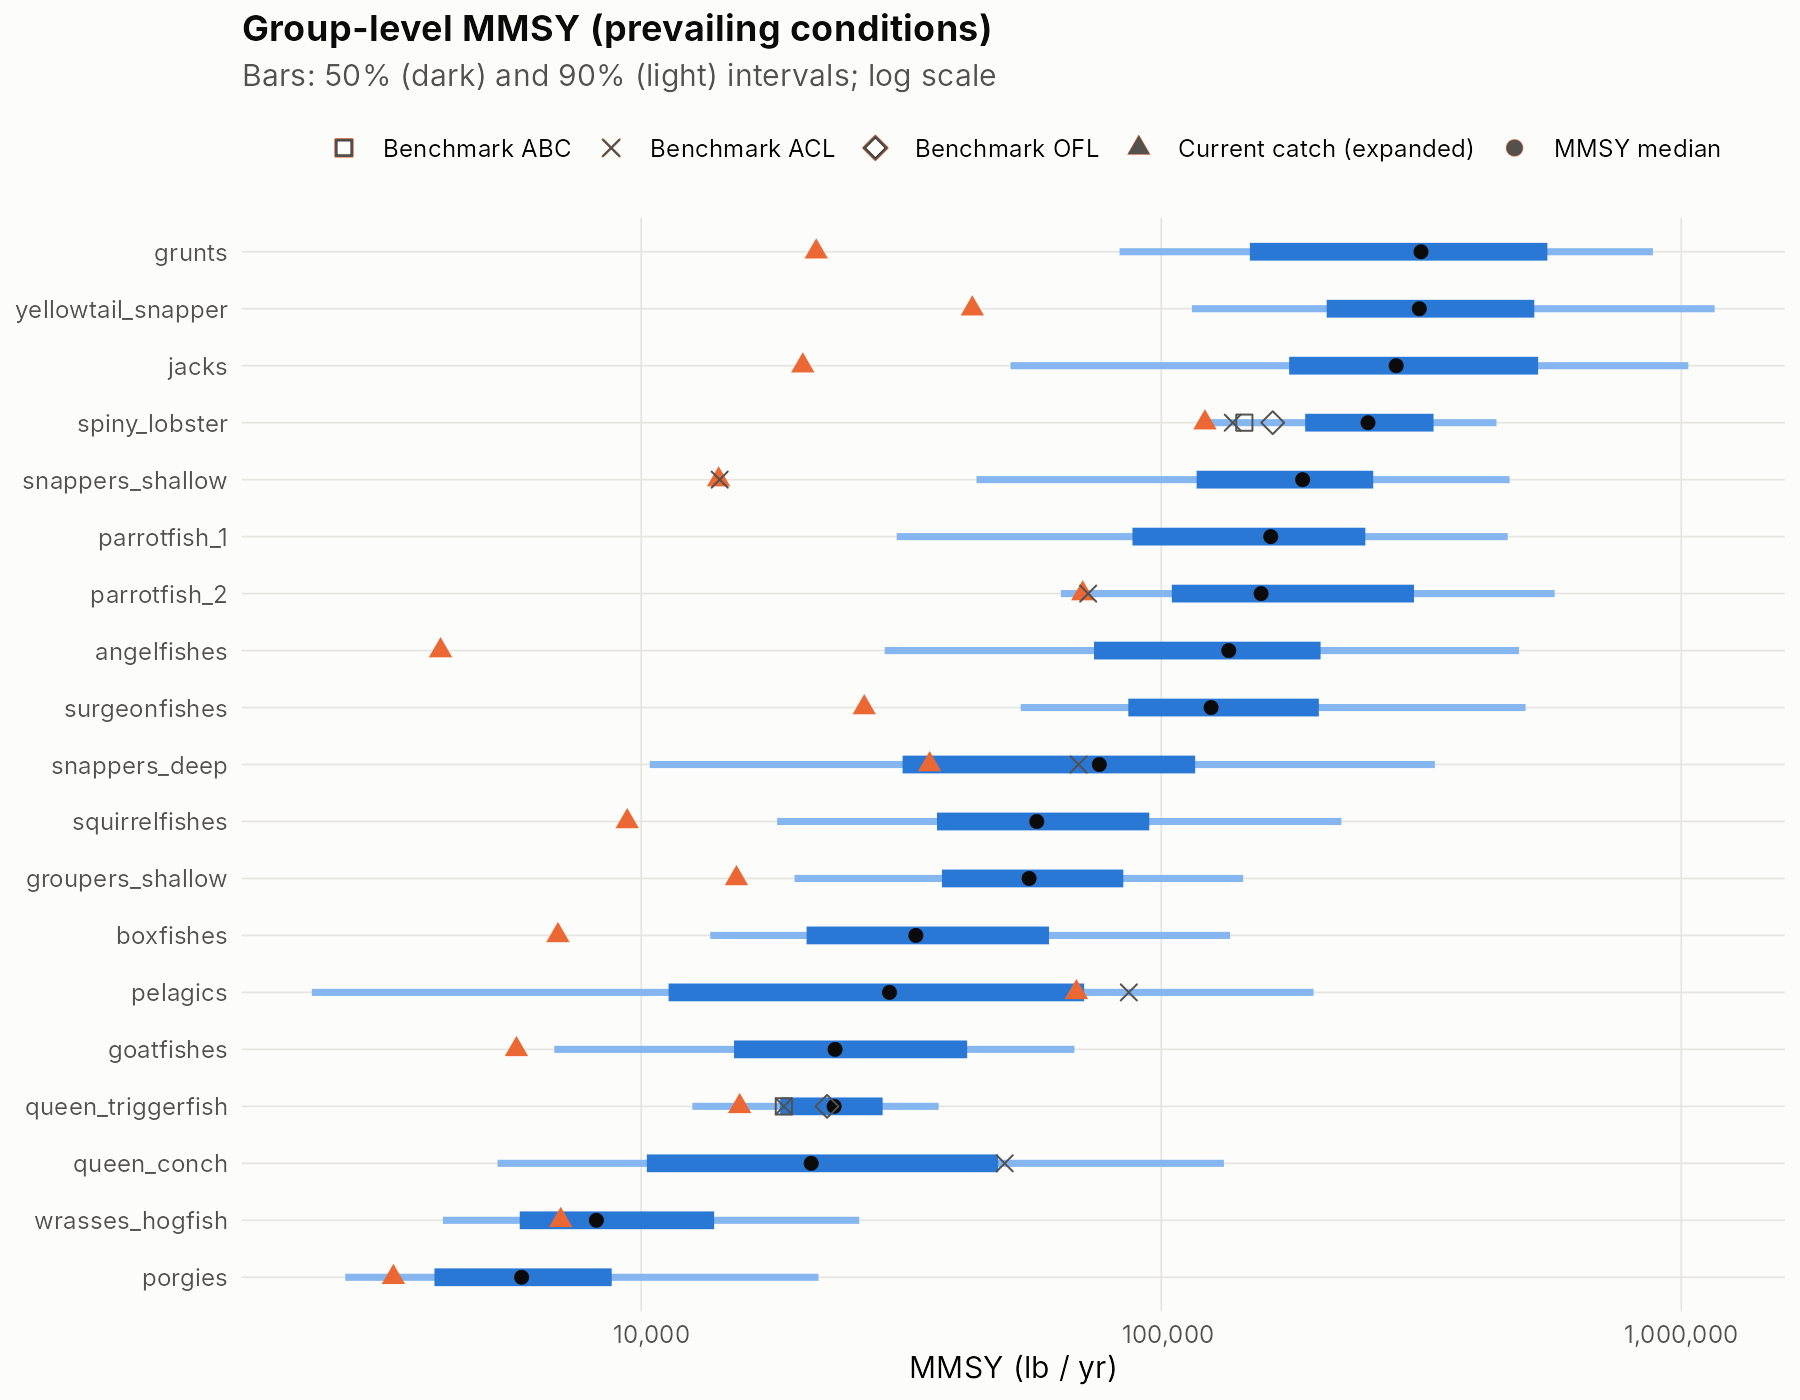 Group-level MMSY (prevailing conditions)
Bars: 50% (dark) and 90% (light) intervals; log scale
Benchmark ABC Benchmark ACL Benchmark OFL Current catch (expanded) MMSY median
grunts
yellowtail_snapper
jacks
spiny_lobster
snappers_shallow
parrotfish_1
parrotfish_2
angelfishes
surgeonfishes
snappers_deep
squirrelfishes
groupers_shallow
boxfishes
pelagics
goatfishes
queen_triggerfish
queen_conch
wrasses_hogfish
porgies
10,000 100,000 1,000,000
MMSY (lb / yr)